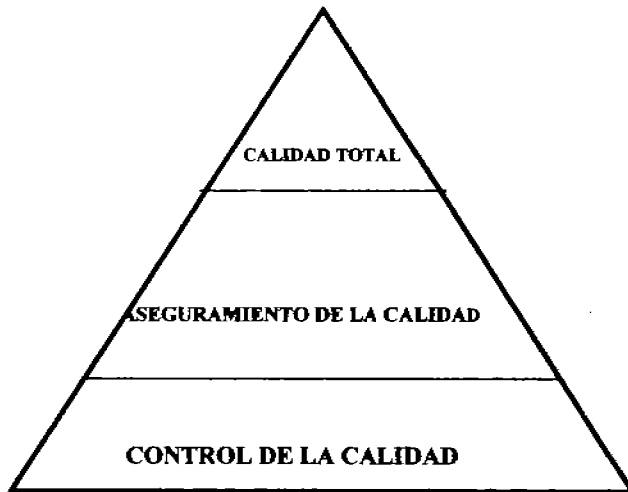 CALIDAD TOTAL
ASEGURAMIENTO DE LA CALIDAD
CONTROL DE LA CALIDAD